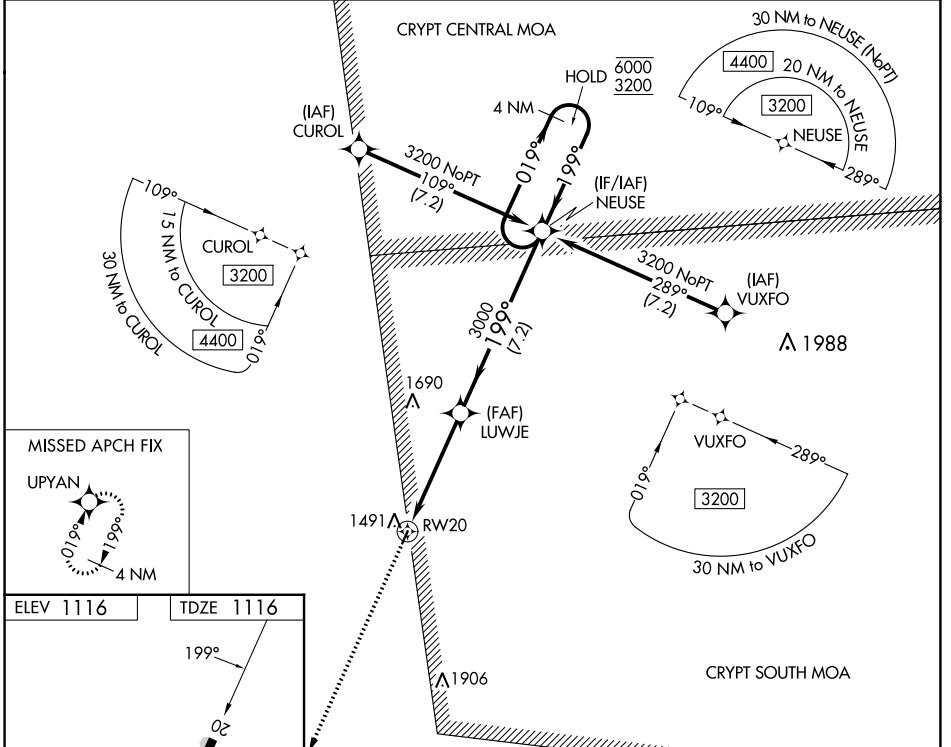 CRYPT CENTRAL MOA
30 NM to NEUSE (NoPT)
4400
20 NM to NEUSE
3200
109°
NEUSE
289°
HOLD
6000
3200
4 NM
019°
199°
(IAF)
CUROL
3200 NoPT
109°
(7.2)
(IF/IAF)
NEUSE
109°
CUROL
3200
15 NM to CUROL
4400
30 NM to CUROL
019°
3200 NoPT
289°
(7.2)
(IAF)
VUXFO
1988
3000
199°
(7.2)
1690
(FAF)
LUWJE
VUXFO
289°
019°
3200
30 NM to VUXFO
MISSED APCH FIX
UPYAN
019°
199°
4 NM
1491
RW20
ELEV 1116
TDZE 1116
199°
20
1906
CRYPT SOUTH MOA